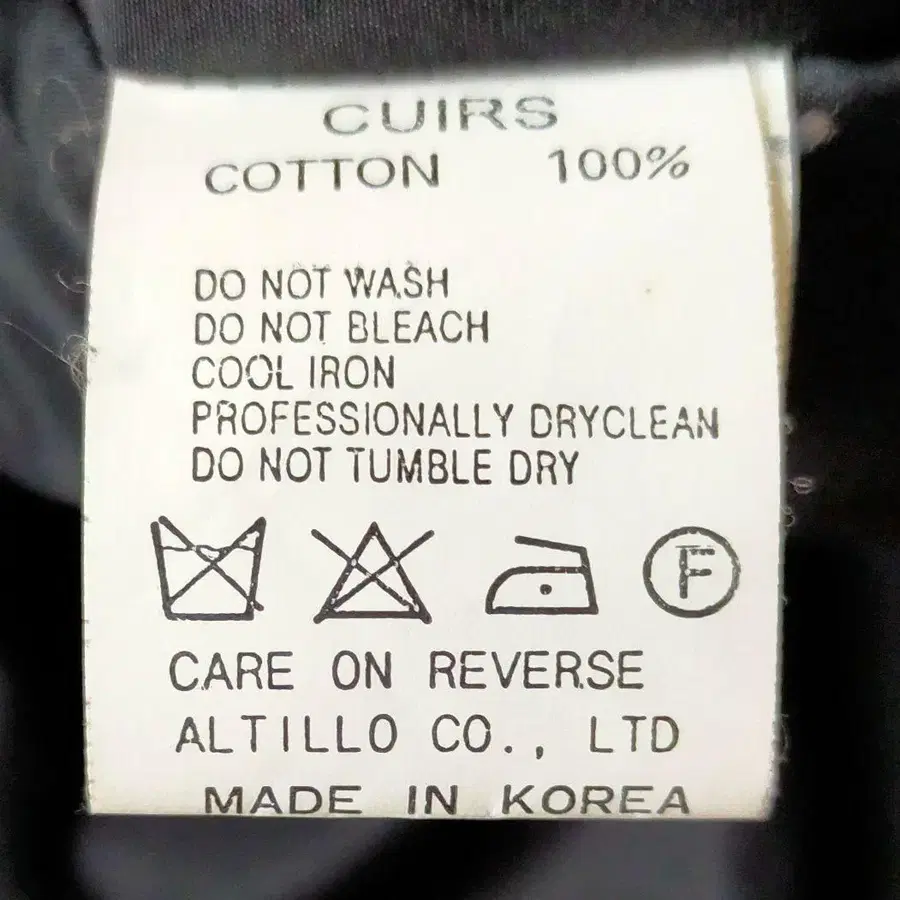 CUIRS
COTTON 100%
DO NOT WASH
DO NOT BLEACH
COOL IRON
PROFESSIONALLY DRYCLEAN
DO NOT TUMBLE DRY
F
CARE ON REVERSE
ALTILLO CO., LTD
MADE IN KOREA